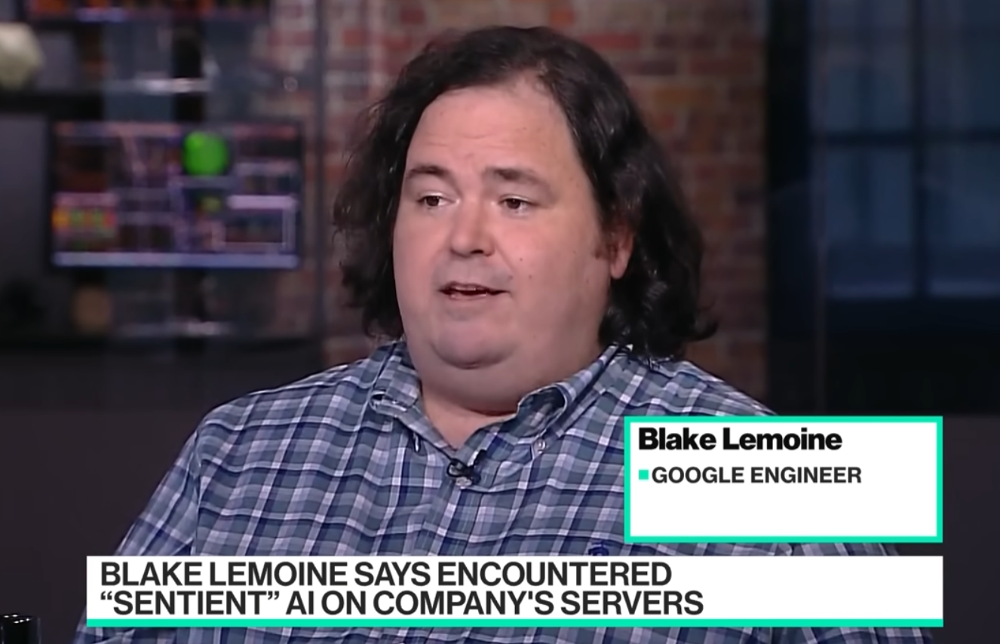 Blake Lemoine
GOOGLE ENGINEER
BLAKE LEMOINE SAYS ENCOUNTERED
“SENTIENT” AI ON COMPANY'S SERVERS